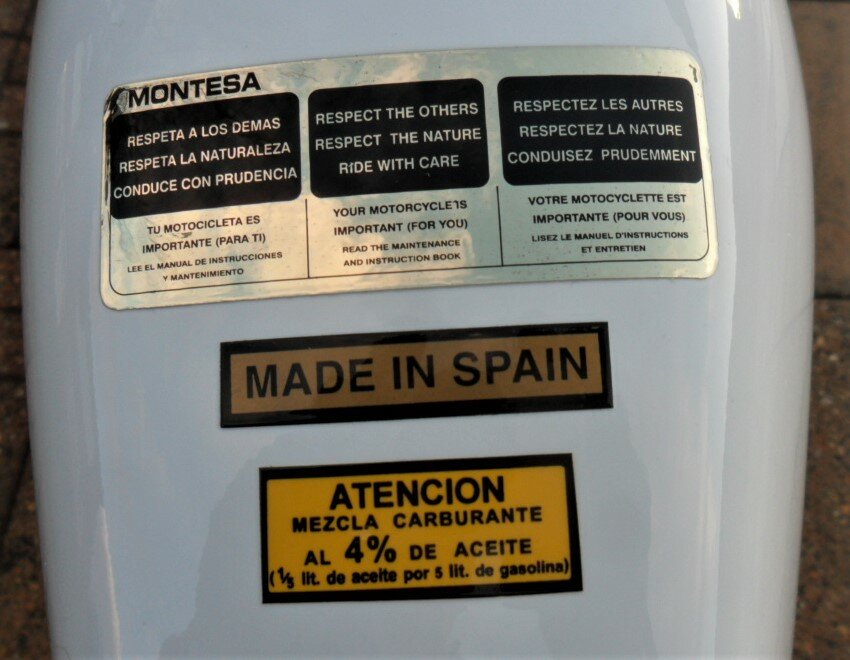 MONTESA
RESPETA A LOS DEMAS
RESPETA LA NATURALEZA
CONDUCE CON PRUDENCIA
TU MOTOCICLETA ES
IMPORTANTE (PARA TI)
LEE EL MANUAL DE INSTRUCCIONES
Y MANTENIMIENTO
RESPECT THE OTHERS
RESPECT THE NATURE
RIDE WITH CARE
YOUR MOTORCYCLE IS
IMPORTANT (FOR YOU)
READ THE MAINTENANCE
AND INSTRUCTION BOOK
RESPECTEZ LES AUTRES
RESPECTEZ LA NATURE
CONDUISEZ PRUDEMMENT
VOTRE MOTOCYCLETTE EST
IMPORTANTE (POUR VOUS)
LISEZ LE MANUEL D'INSTRUCTIONS
ET ENTRETIEN
MADE IN SPAIN
ATENCION
MEZCLA CARBURANTE
AL 4% DE ACEITE
(1/5 lit. de aceite por 5 lit. de gasolina)